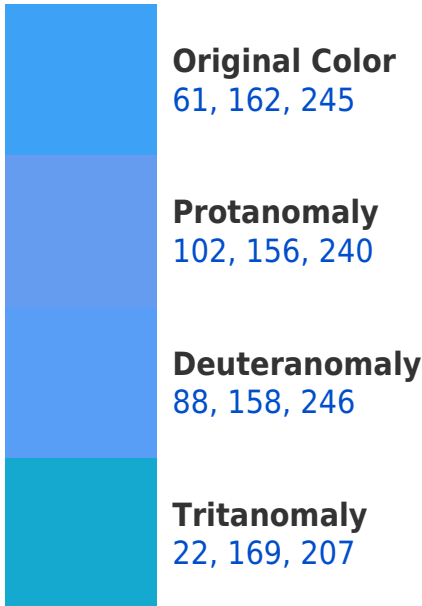 Original Color
61, 162, 245
Protanomaly
102, 156, 240
Deuteranomaly
88, 158, 246
Tritanomaly
22, 169, 207